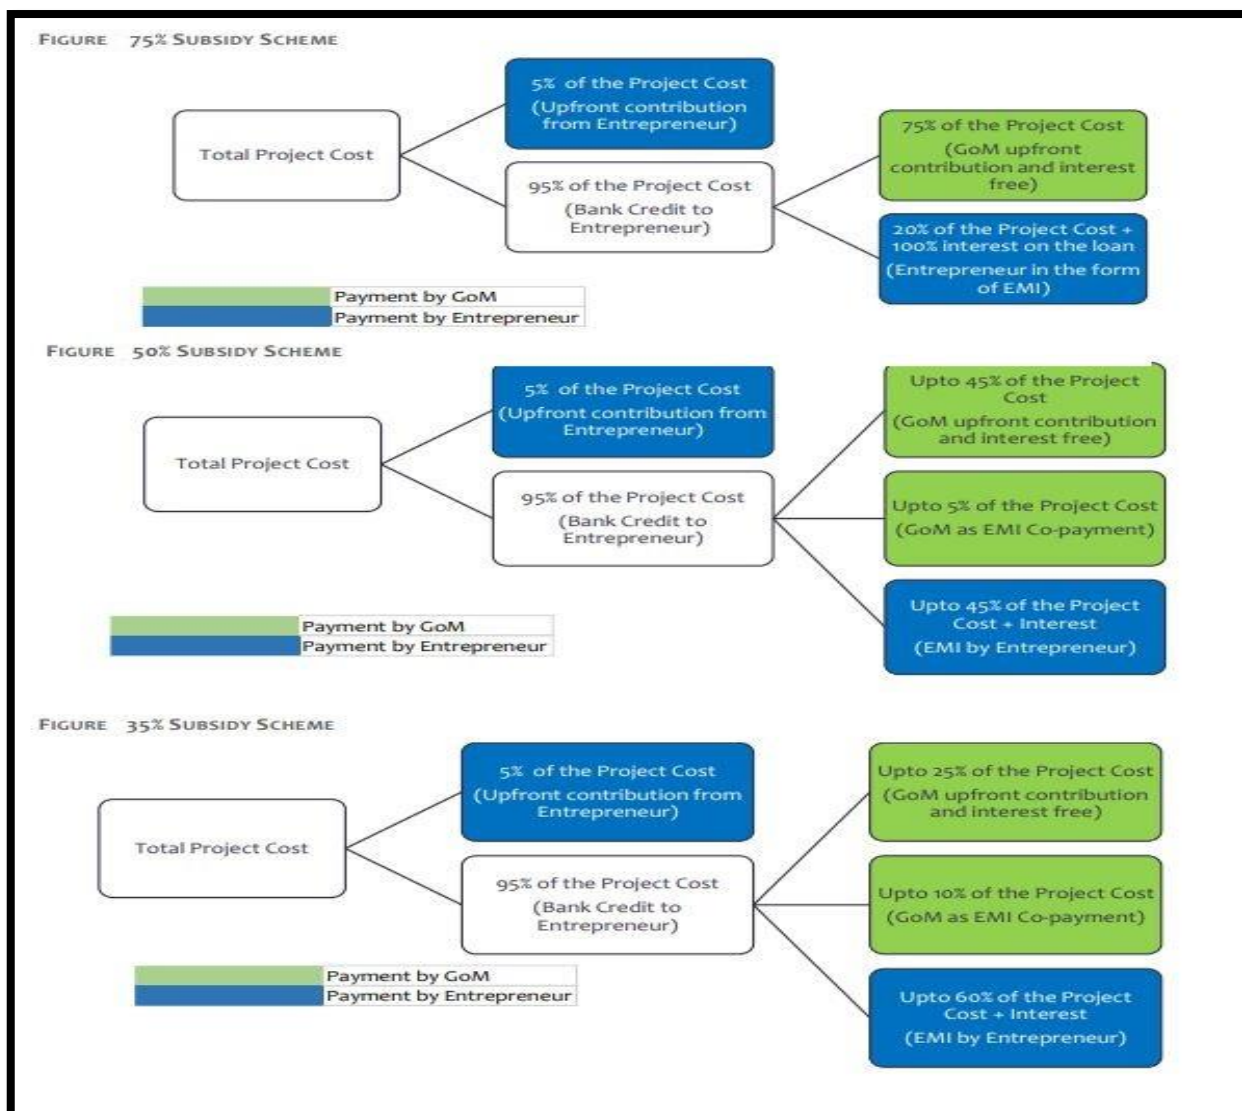 FIGURE 75% SUBSIDY SCHEME
5% of the Project Cost
(Upfront contribution
from Entrepreneur)
Total Project Cost
95% of the Project Cost
(Bank Credit to
Entrepreneur)
75% of the Project Cost
(GoM upfront
contribution and interest
free)
20% of the Project Cost +
100% interest on the loan
(Entrepreneur in the form
of EMI)
Payment by GoM
Payment by Entrepreneur
FIGURE 50% SUBSIDY SCHEME
5% of the Project Cost
(Upfront contribution from
Entrepreneur)
Total Project Cost
95% of the Project Cost
(Bank Credit to
Entrepreneur)
Upto 45% of the Project
Cost
(GoM upfront contribution
and interest free)
Upto 5% of the Project Cost
(GoM as EMI Co-payment)
Upto 45% of the Project
Cost + Interest
(EMI by Entrepreneur)
Payment by GoM
Payment by Entrepreneur
FIGURE 35% SUBSIDY SCHEME
5% of the Project Cost
(Upfront contribution from
Entrepreneur)
Total Project Cost
95% of the Project Cost
(Bank Credit to
Entrepreneur)
Upto 25% of the Project Cost
(GoM upfront contribution
and interest free)
Upto 10% of the Project Cost
(GoM as EMI Co-payment)
Upto 60% of the Project
Cost + Interest
(EMI by Entrepreneur)
Payment by GoM
Payment by Entrepreneur